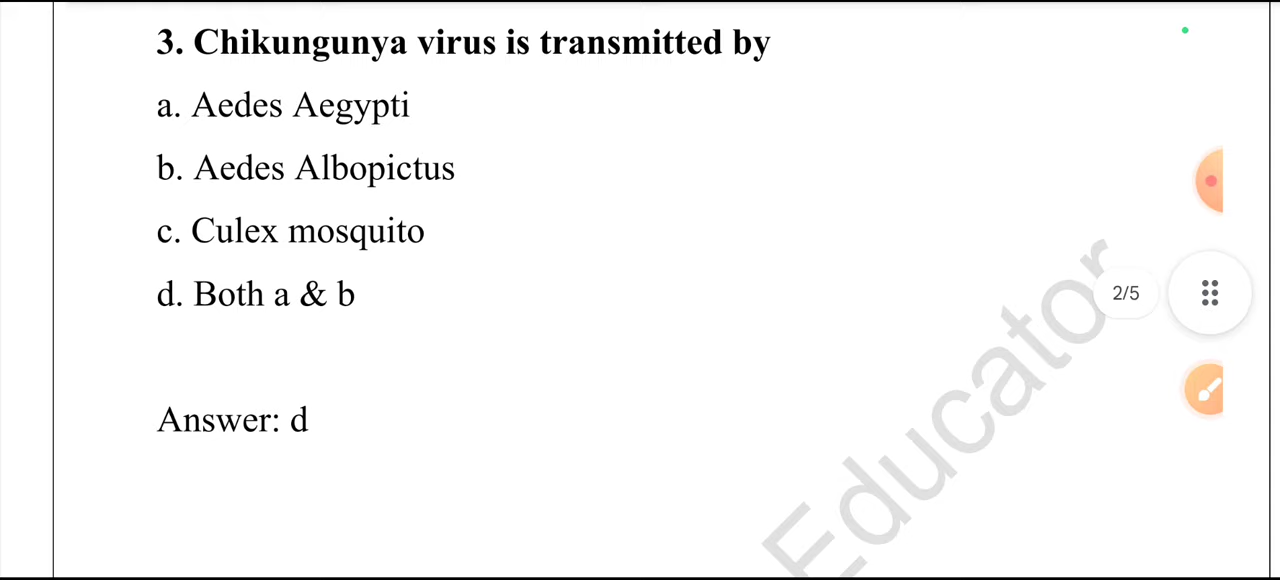 3. Chikungunya virus is transmitted by
a. Aedes Aegypti
b. Aedes Albopictus
c. Culex mosquito
d. Both a & b
2/5
Answer: d
Educator